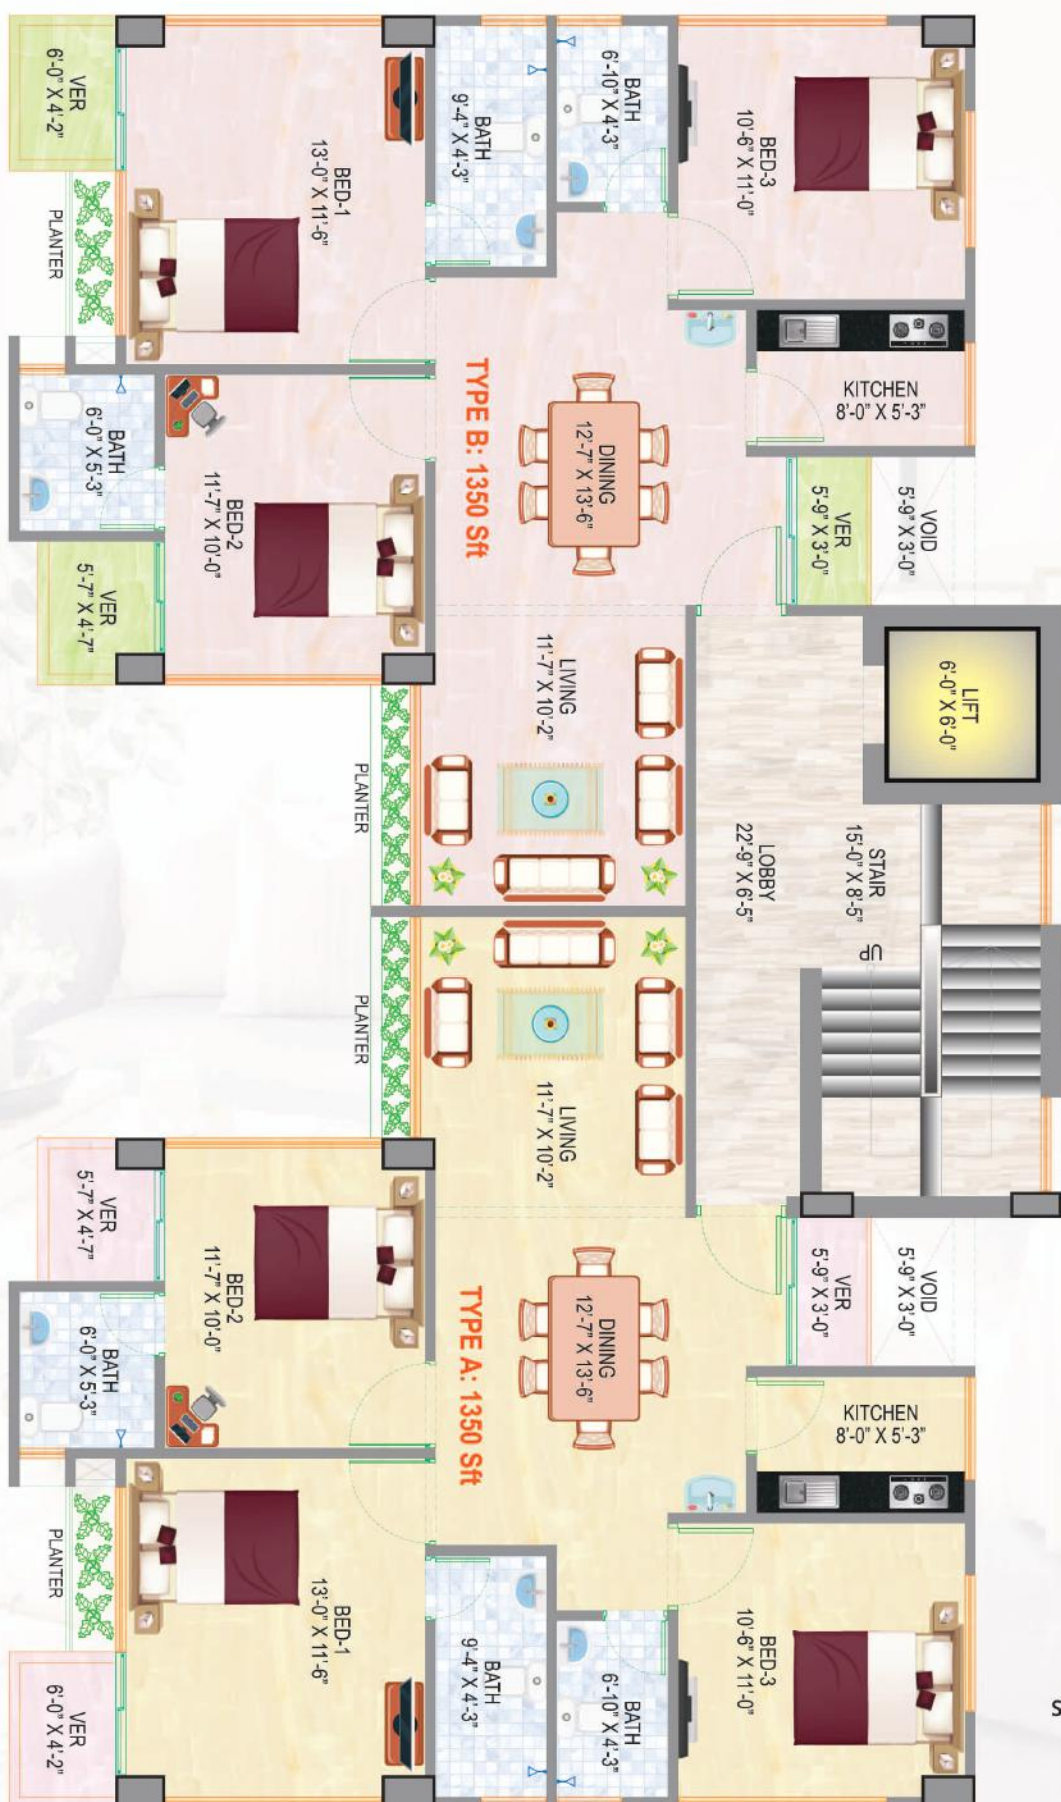 VER
6'-0" X 4'-2"
PLANTER
BED-1
13'-0" X 11'-6"
BATH
9'-4" X 4'-3"
BATH
6'-10" X 4'-3"
BED-3
10'-6" X 11'-0"
KITCHEN
8'-0" X 5'-3"
BATH
6'-0" X 5'-3"
BED-2
11'-7" X 10'-0"
VER
5'-7" X 4'-7"
TYPE B: 1350 Sft
DINING
12'-7" X 13'-6"
VER
5'-9" X 3'-0"
VOID
5'-9" X 3'-0"
LIVING
11'-7" X 10'-2"
PLANTER
LIFT
6'-0" X 6'-0"
STAIR
15'-0" X 8'-5"
LOBBY
22'-9" X 6'-5"
UP
PLANTER
LIVING
11'-7" X 10'-2"
VER
5'-7" X 4'-7"
BED-2
11'-7" X 10'-0"
BATH
6'-0" X 5'-3"
TYPE A: 1350 Sft
DINING
12'-7" X 13'-6"
VER
5'-9" X 3'-0"
VOID
5'-9" X 3'-0"
KITCHEN
8'-0" X 5'-3"
PLANTER
BED-1
13'-0" X 11'-6"
BATH
9'-4" X 4'-3"
BATH
6'-10" X 4'-3"
BED-3
10'-6" X 11'-0"
VER
6'-0" X 4'-2"